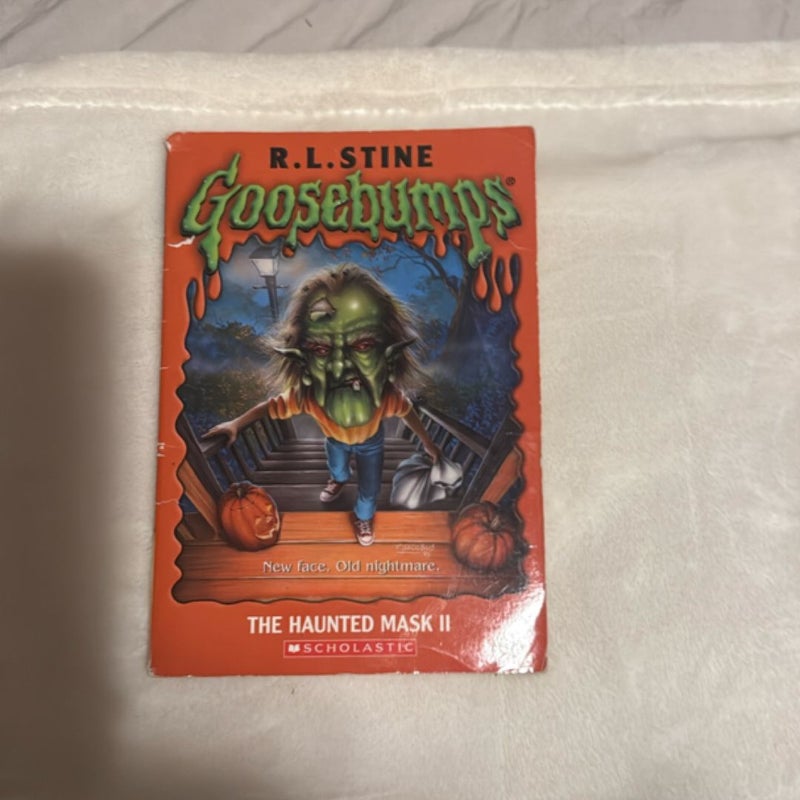 R.L.STINE
Goosebumps®
New face. Old nightmare.
THE HAUNTED MASK II
SCHOLASTIC